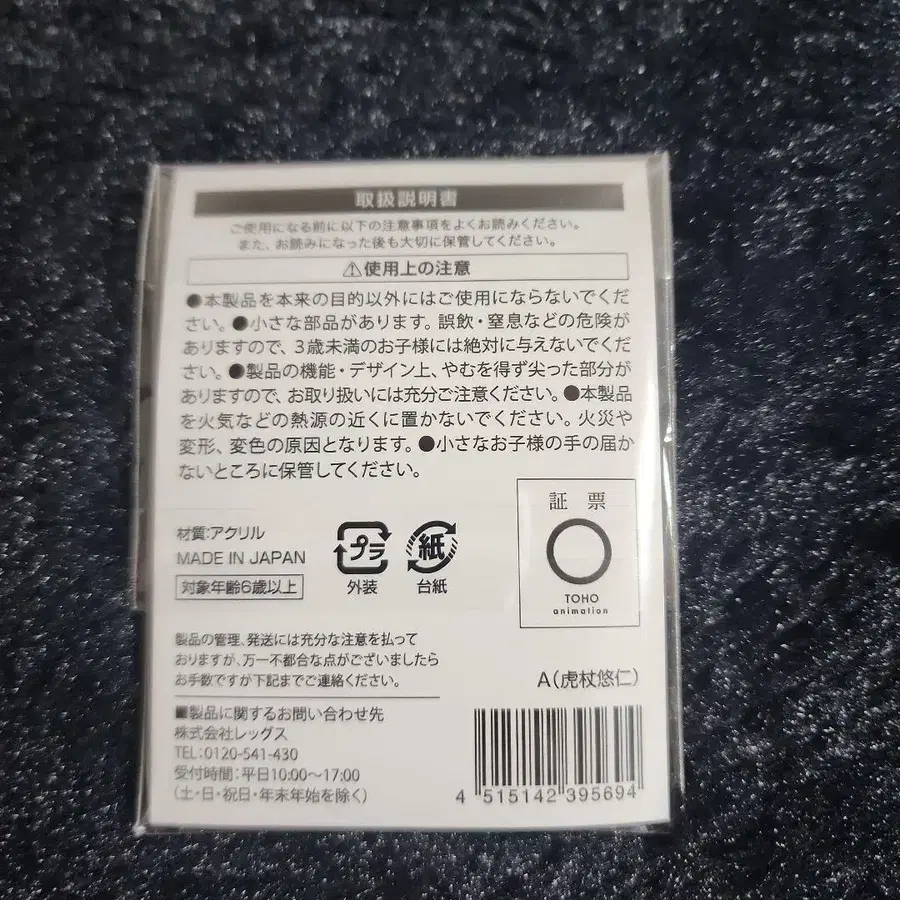 取扱説明書
ご使用になる前に以下の注意事項をよくお読みください。
また、お読みになった後も大切に保管してください。
⚠使用上の注意
●本製品を本来の目的以外にはご使用にならないでくだ
さい。●小さな部品があります。誤飲・窒息などの危険が
ありますので、3歳未満のお子様には絶対に与えないでくだ
さい。●製品の機能・デザイン上、やむを得ず尖った部分が
ありますので、お取り扱いには充分ご注意ください。●本製品
を火気などの熱源の近くに置かないでください。火災や
変形、変色の原因となります。●小さなお子様の手の届か
ないところに保管してください。
材質:アクリル
MADE IN JAPAN
対象年齢6歳以上
プラ
外装
紙
台紙
証票
TOHO
animation
製品の管理、発送には充分な注意を払って
おりますが、万一不都合な点がございましたら
お手数ですが下記までご連絡ください。
■製品に関するお問い合わせ先
株式会社レッグス
TEL:0120-541-430
受付時間:平日10:00〜17:00
(土・日・祝日・年末年始を除く)
A(虎杖悠仁)
4 515142 395694